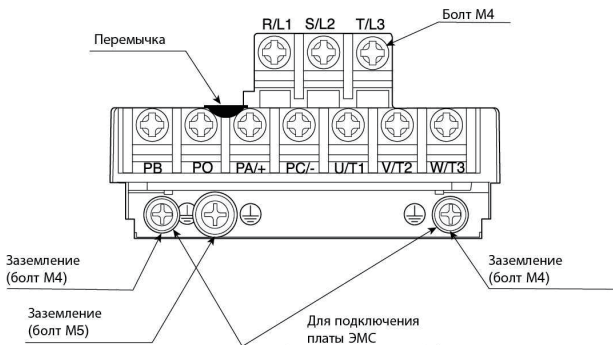 R/L1 S/L2 T/L3
Болт М4
Перемычка
PB PO PA/+ PC/- U/T1 V/T2 W/T3
Заземление
(болт М4)
Заземление
(болт М5)
Для подключения
платы ЭМС
Заземление
(болт М4)